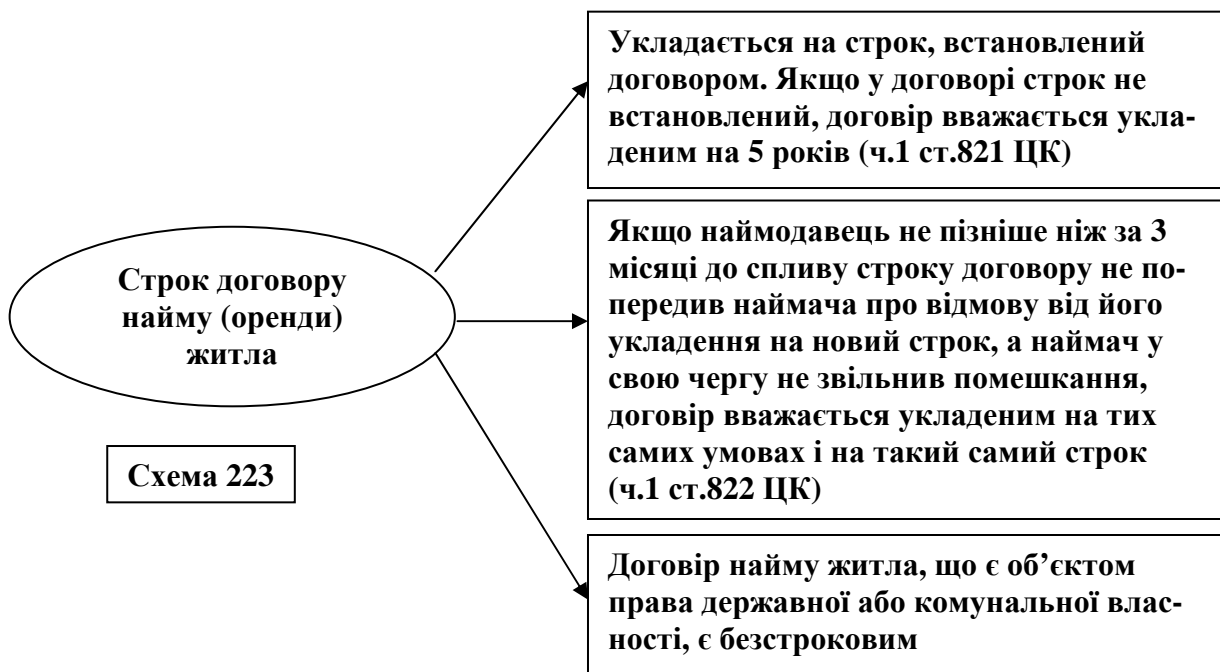 Укладається на строк, встановлений
договором. Якщо у договорі строк не
встановлений, договір вважається укла-
деним на 5 років (ч.1 ст.821 ЦК)
Строк договору
найму (оренди)
житла
Якщо наймодавець не пізніше ніж за 3
місяці до спливу строку договору не по-
передив наймача про відмову від його
укладення на новий строк, а наймач у
свою чергу не звільнив помешкання,
договір вважається укладеним на тих
самих умовах і на такий самий строк
(ч.1 ст.822 ЦК)
Схема 223
Договір найму житла, що є об’єктом
права державної або комунальної влас-
ності, є безстроковим